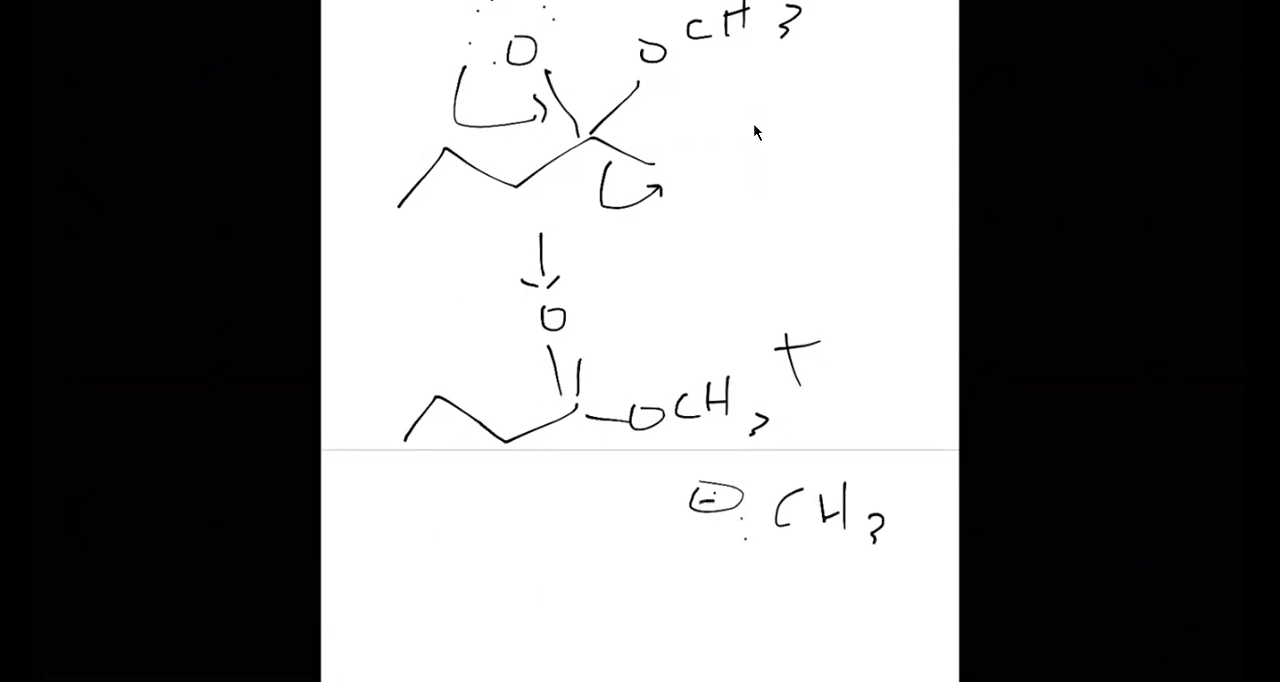 O OCH3
O
OCH3 +
⊖ : CH3